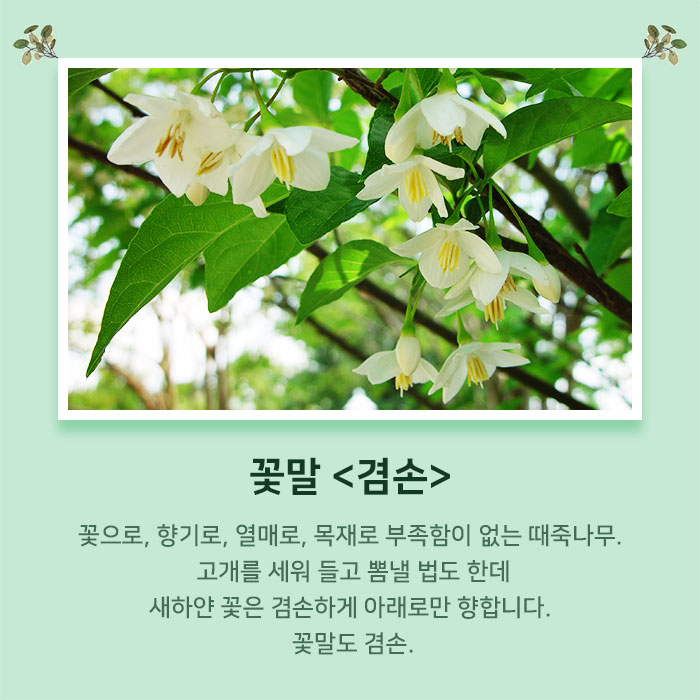 꽃말 <겸손>
꽃으로, 향기로, 열매로, 목재로 부족함이 없는 때죽나무.
고개를 세워 들고 뽐낼 법도 한데
새하얀 꽃은 겸손하게 아래로만 향합니다.
꽃말도 겸손.